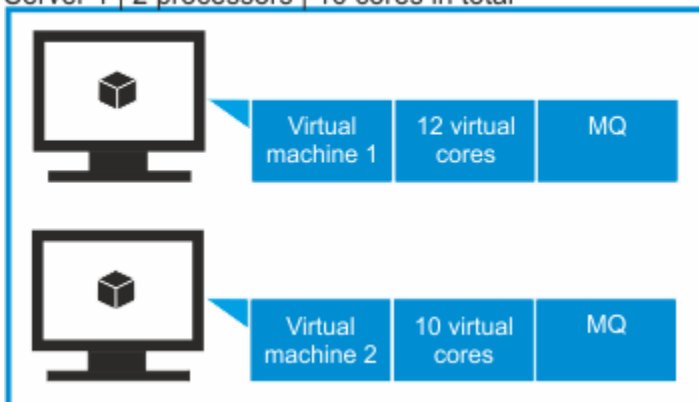 Server 1 | 2 processors | 16 cores in total
Virtual
machine 1
12 virtual
cores
MQ
Virtual
machine 2
10 virtual
cores
MQ